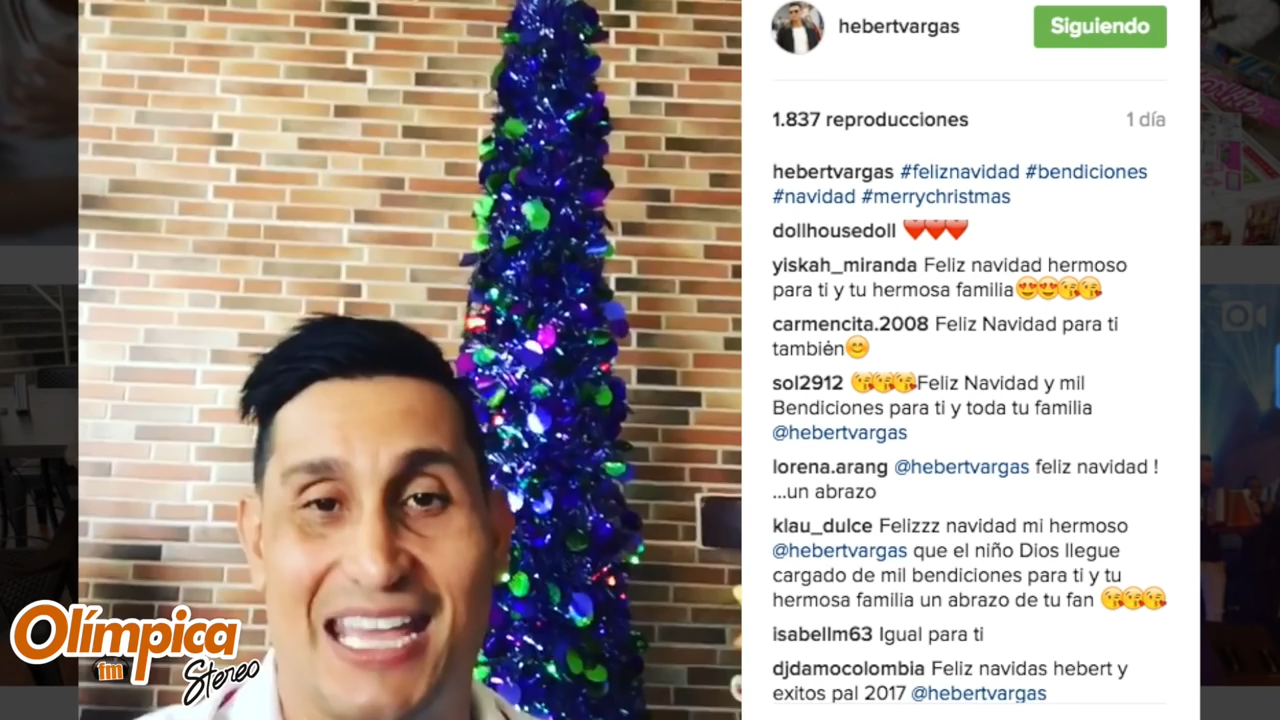 hebertvargas
Siguiendo
1.837 reproducciones
1 día
hebertvargas #feliznavidad #bendiciones
#navidad #merrychristmas
dollhousedoll ❤❤❤
yiskah_miranda Feliz navidad hermoso
para ti y tu hermosa familia😍😍😘😘
carmencita.2008 Feliz Navidad para ti
también😊
sol2912 😘😘😘Feliz Navidad y mil
Bendiciones para ti y toda tu familia
@hebertvargas
lorena.arang @hebertvargas feliz navidad !
...un abrazo
klau_dulce Felizzz navidad mi hermoso
@hebertvargas que el niño Dios llegue
cargado de mil bendiciones para ti y tu
hermosa familia un abrazo de tu fan 😘😘😘
isabellm63 Igual para ti
djdamocolombia Feliz navidas hebert y
exitos pal 2017 @hebertvargas
Olímpica
fm
Stereo